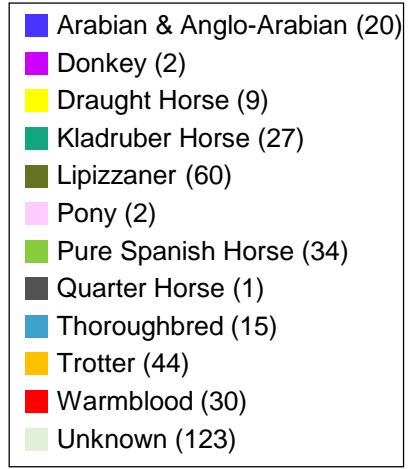 Arabian & Anglo-Arabian (20)
Donkey (2)
Draught Horse (9)
Kladruber Horse (27)
Lipizzaner (60)
Pony (2)
Pure Spanish Horse (34)
Quarter Horse (1)
Thoroughbred (15)
Trotter (44)
Warmblood (30)
Unknown (123)